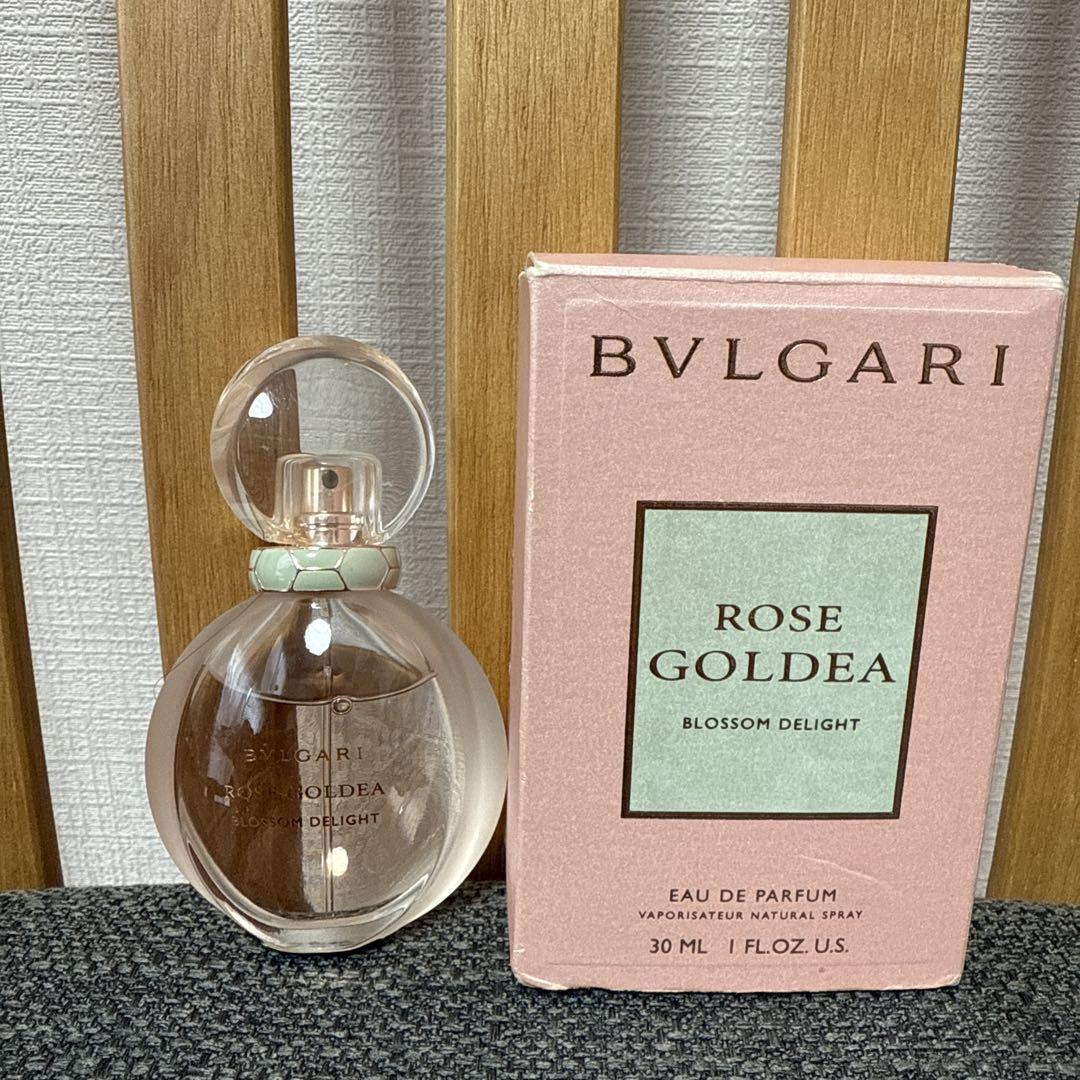 BVLGARI
ROSE GOLDEA
BLOSSOM DELIGHT
BVLGARI
ROSE
GOLDEA
BLOSSOM DELIGHT
EAU DE PARFUM
VAPORISATEUR NATURAL SPRAY
30 ML 1 FL.OZ. U.S.